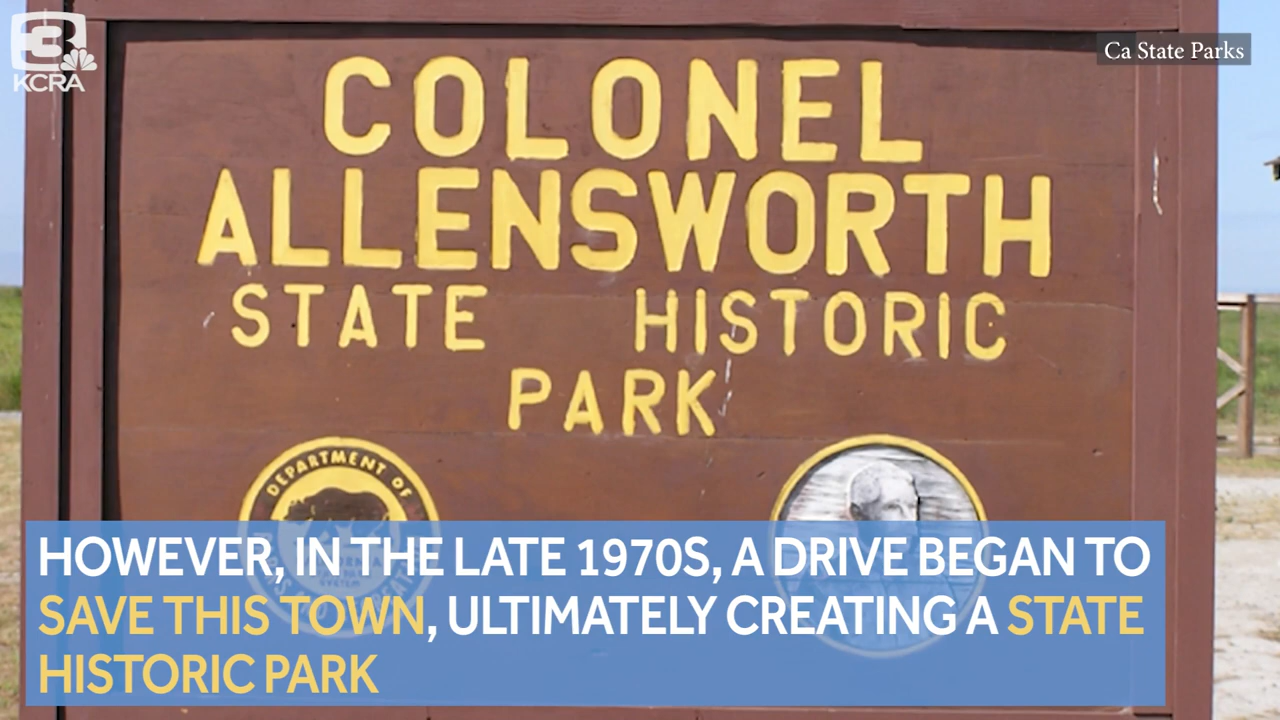 3
KCRA
Ca State Parks
COLONEL
ALLENSWORTH
STATE HISTORIC
PARK
DEPARTMENT OF
HOWEVER, IN THE LATE 1970S, A DRIVE BEGAN TO
SAVE THIS TOWN, ULTIMATELY CREATING A STATE
HISTORIC PARK